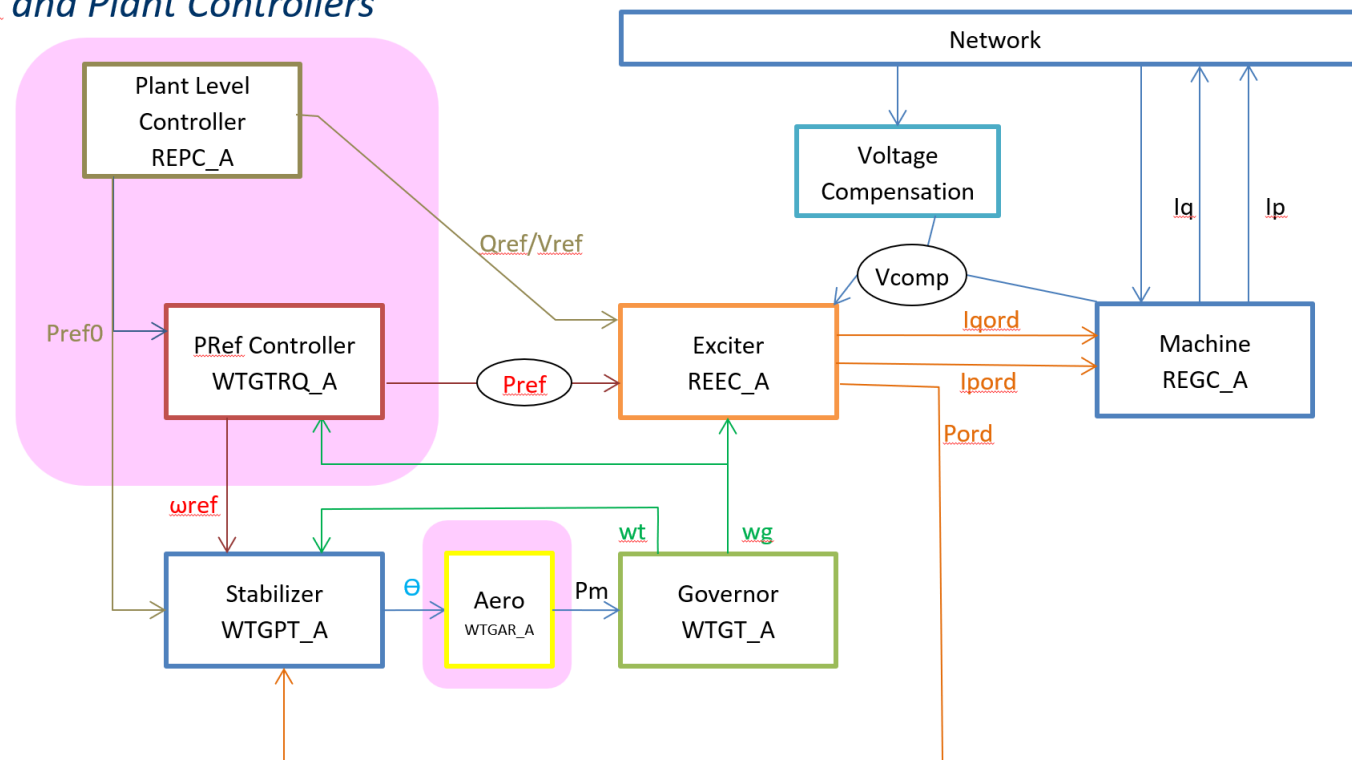 and Plant Controllers
Network
Plant Level
Controller
REPC_A
Voltage
Compensation
Iq
Ip
Qref/Vref
Vcomp
Pref0
PRef Controller
WTGTRQ_A
Pref
Exciter
REEC_A
Iqord
Ipord
Machine
REGC_A
Pord
ωref
wt
wg
Stabilizer
WTGPT_A
Ө
Aero
WTGAR_A
Pm
Governor
WTGT_A